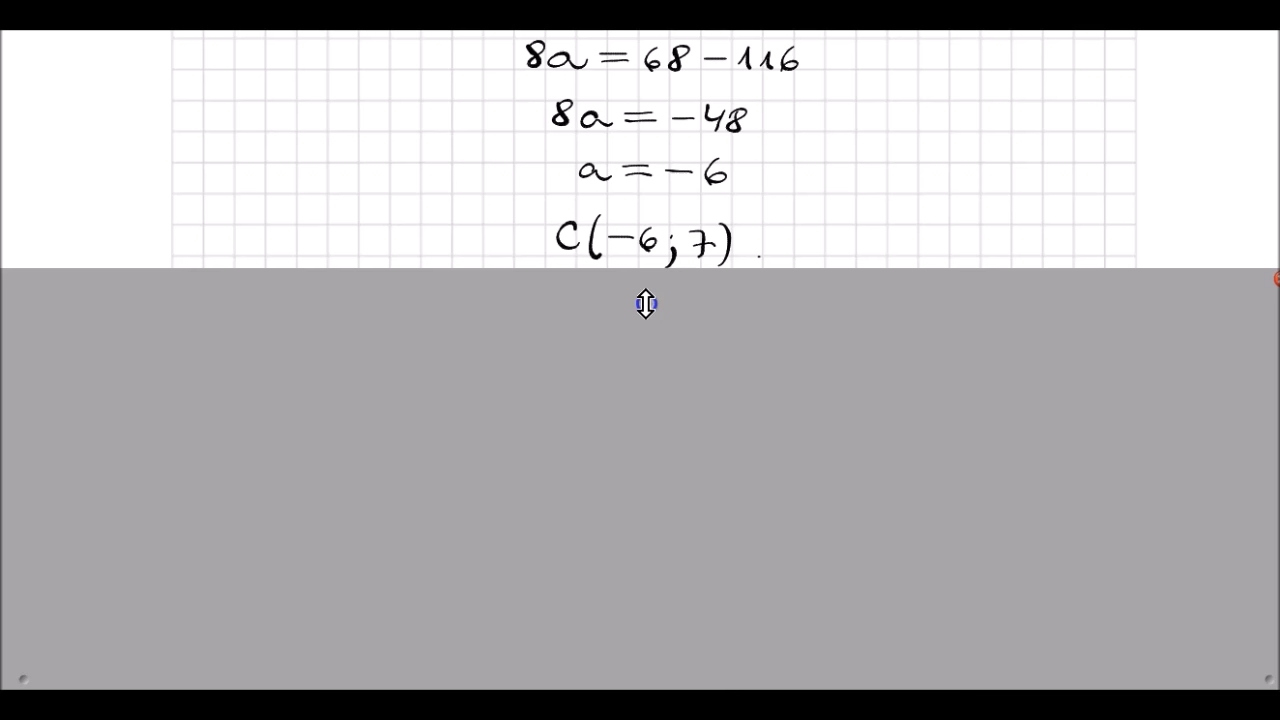 8a = 68 - 116
8a = -48
a = -6
C(-6; 7)